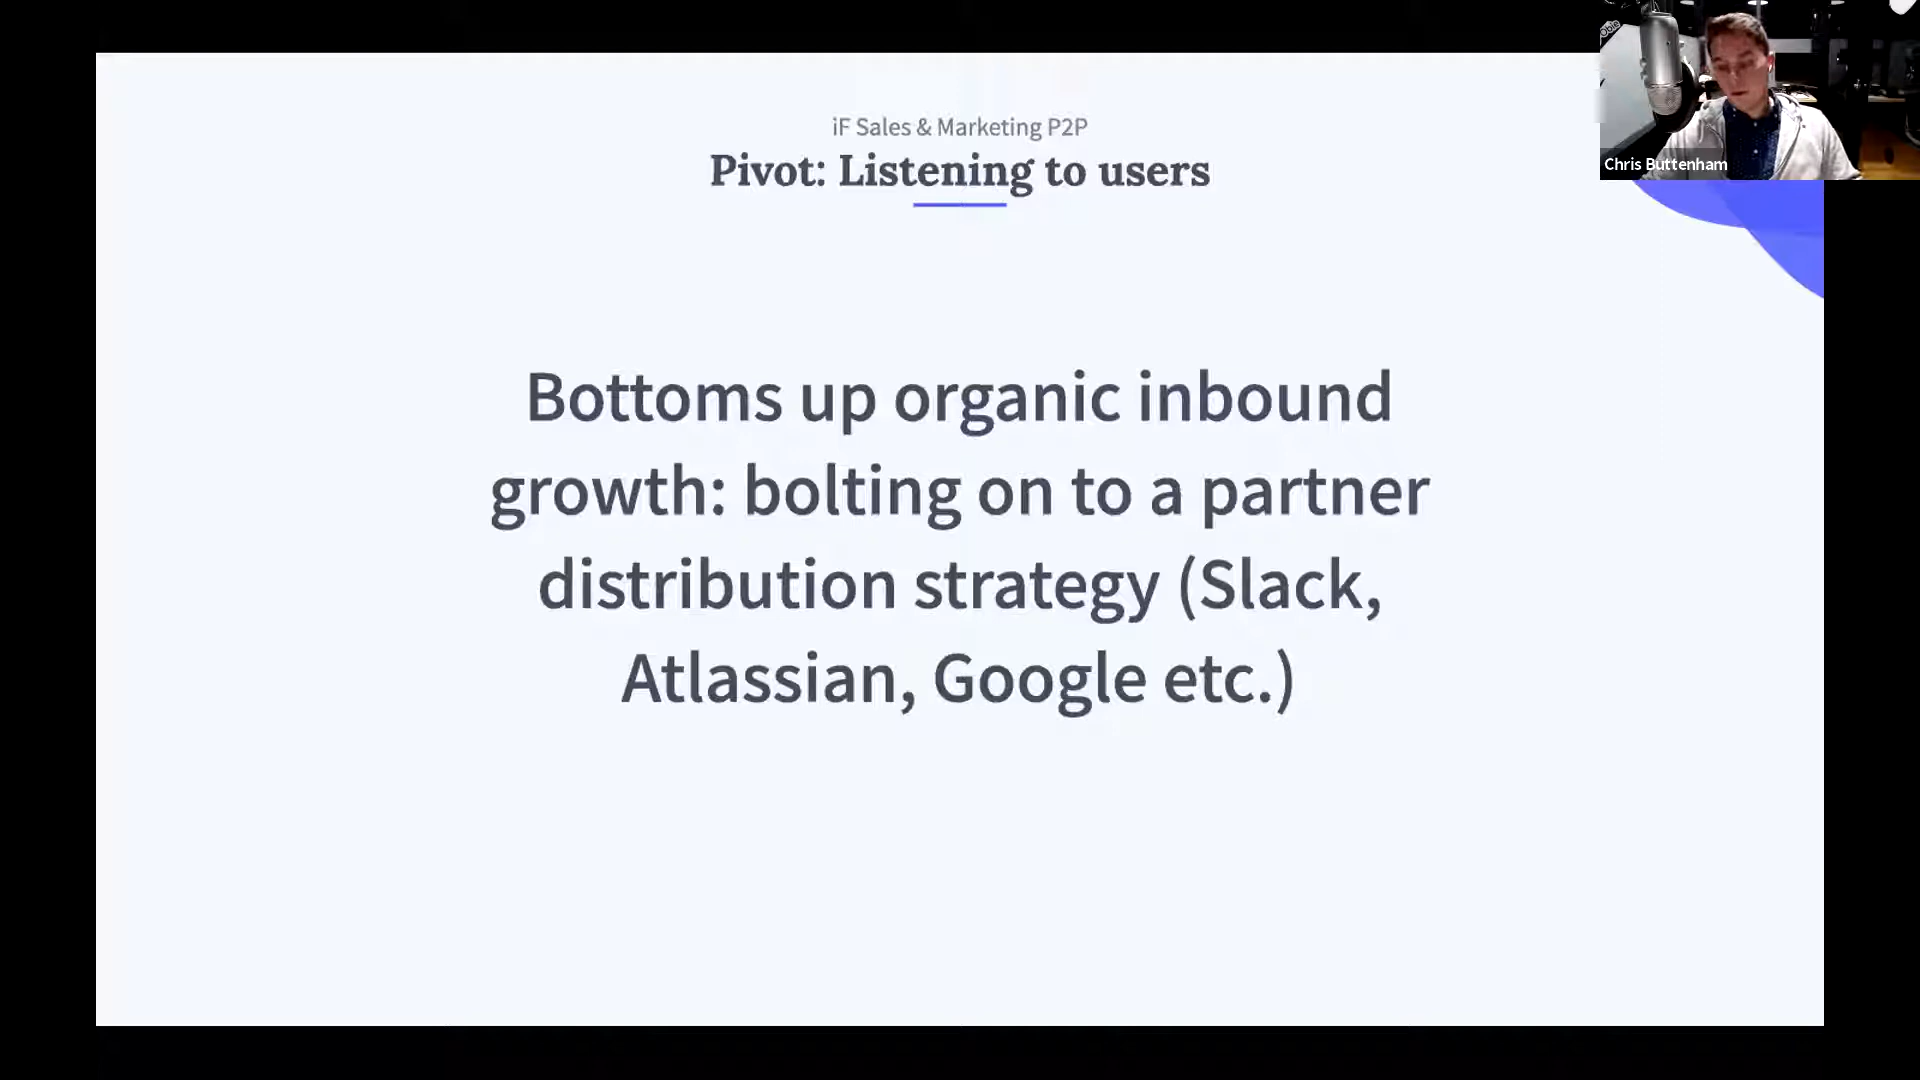 iF Sales & Marketing P2P
Pivot: Listening to users
Bottoms up organic inbound
growth: bolting on to a partner
distribution strategy (Slack,
Atlassian, Google etc.)
Chris Buttenham